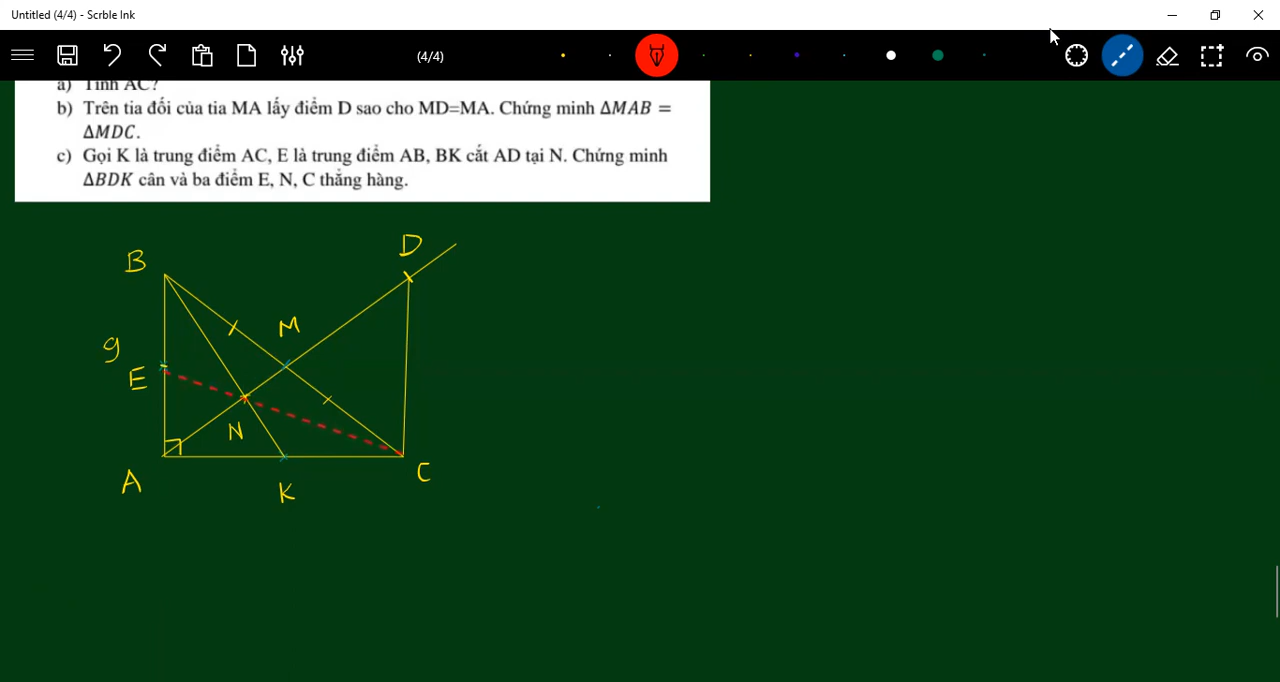 Untitled (4/4) - Scrble Ink
(4/4)
a) Tính AC?
b) Trên tia đối của tia MA lấy điểm D sao cho MD=MA. Chứng minh ΔMAB =
ΔMDC.
c) Gọi K là trung điểm AC, E là trung điểm AB, BK cắt AD tại N. Chứng minh
ΔBDK cân và ba điểm E, N, C thẳng hàng.
B
D
M
9
E
N
A
K
C